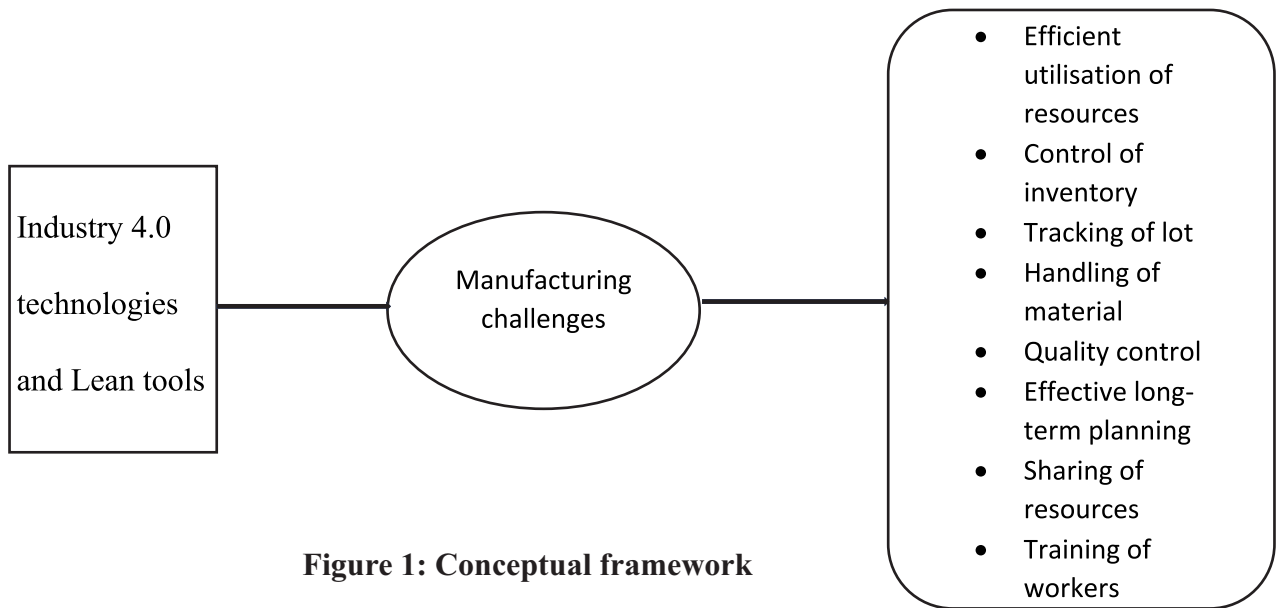 Industry 4.0
technologies
and Lean tools
Manufacturing
challenges
• Efficient
utilisation of
resources
• Control of
inventory
• Tracking of lot
• Handling of
material
• Quality control
• Effective long-
term planning
• Sharing of
resources
• Training of
workers
Figure 1: Conceptual framework